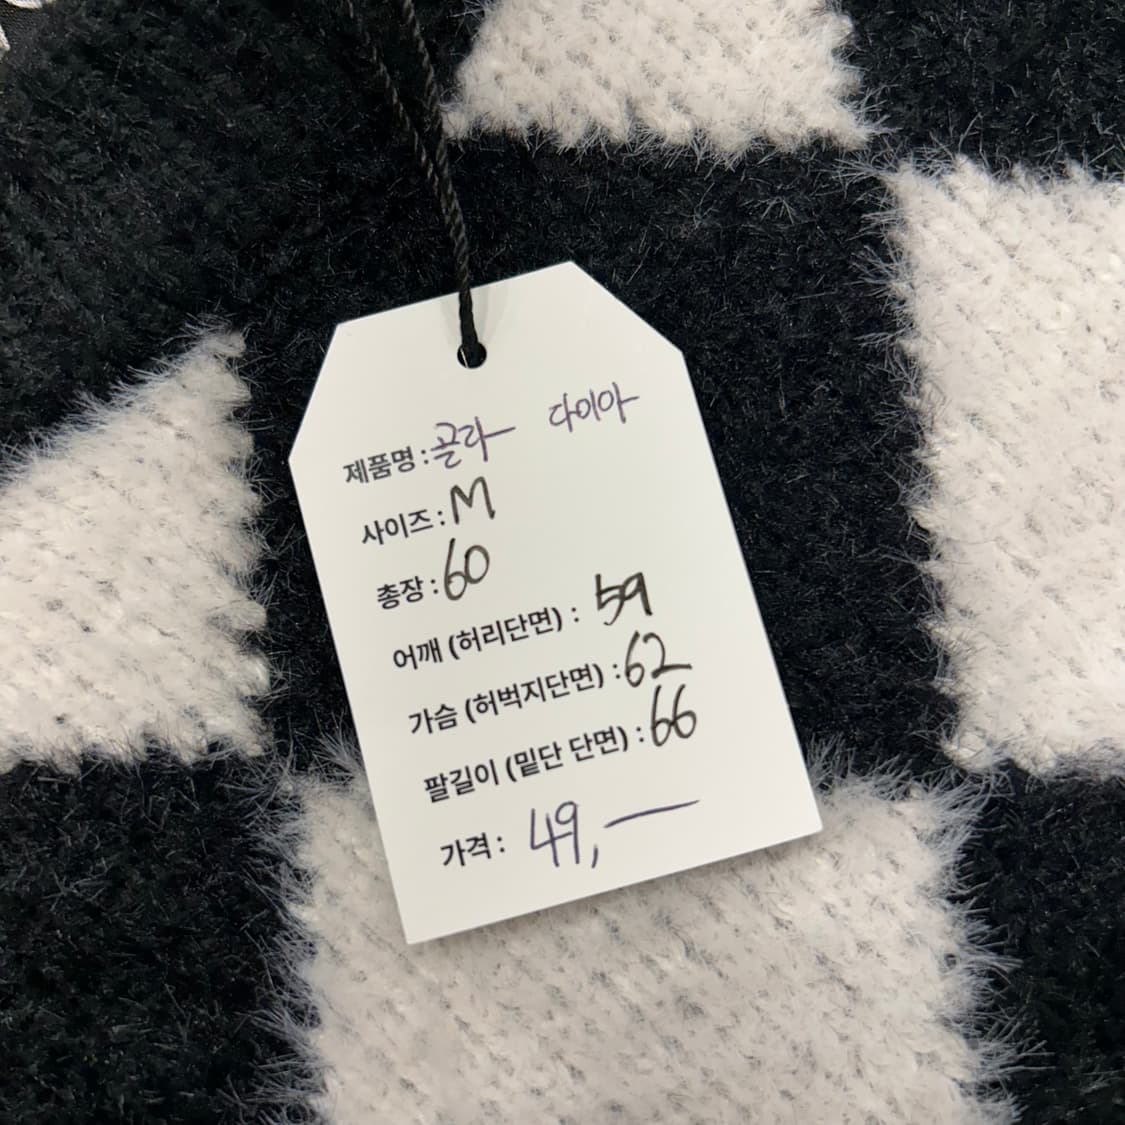 제품명 : 골라 다이아
사이즈 : M
총장 : 60
어깨 (허리단면) : 59
가슴 (허벅지단면) : 62
팔길이 (밑단 단면) : 66
가격 : 49,—